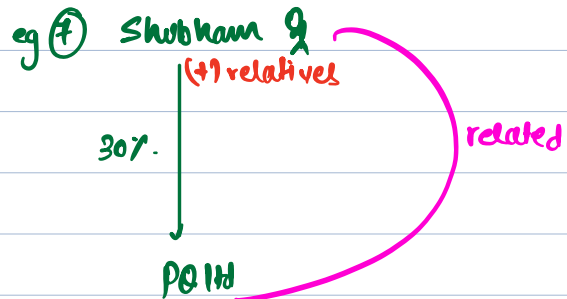 eg 7 Shubham
(+) relatives
30%.
related
PQ ltd